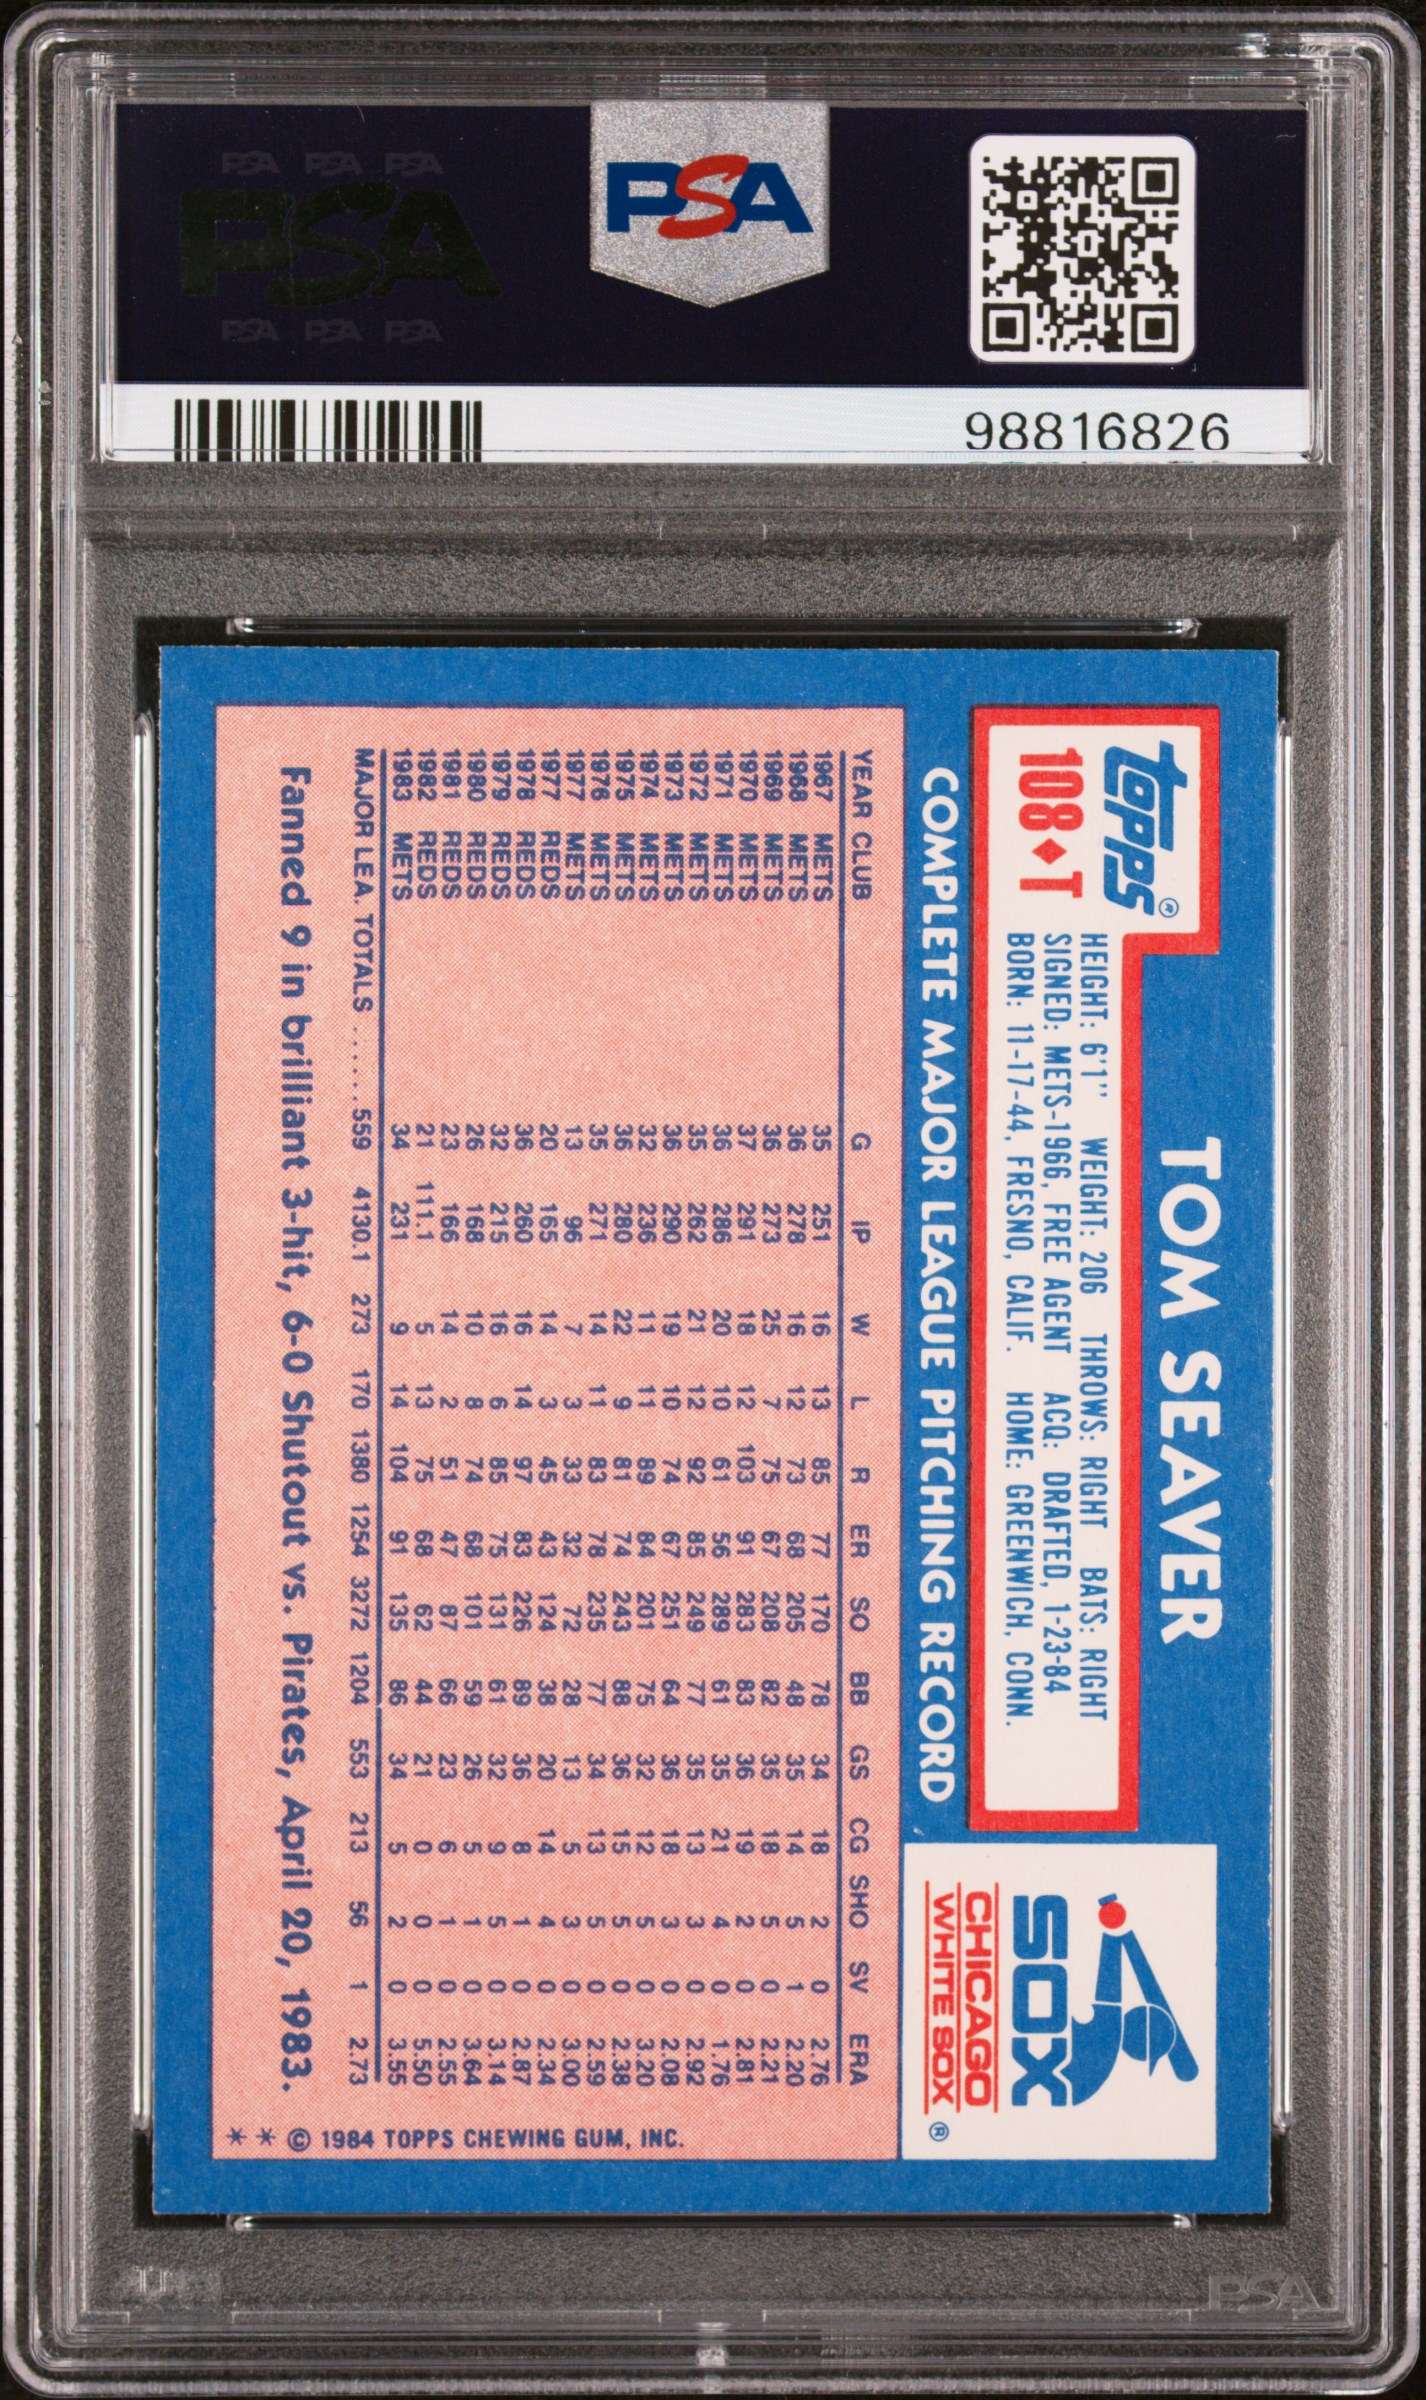 PSA PSA PSA
PSA
PSA PSA PSA
PSA
98816826
TOM SEAVER
topps®
108♦T
HEIGHT: 6'1" WEIGHT: 206 THROWS: RIGHT BATS: RIGHT
SIGNED: METS-1966, FREE AGENT ACQ: DRAFTED, 1-23-84
BORN: 11-17-44, FRESNO, CALIF. HOME: GREENWICH, CONN.
SOX
CHICAGO
WHITE SOX ®
COMPLETE MAJOR LEAGUE PITCHING RECORD
YEAR CLUB G IP W L R ER SO BB GS CG SHO SV ERA
1967 METS 35 251 16 13 85 77 170 78 34 18 2 0 2.76
1968 METS 36 278 16 12 73 68 205 48 35 14 5 1 2.20
1969 METS 36 273 25 7 75 67 208 82 35 18 5 0 2.21
1970 METS 37 291 18 12 103 91 283 83 36 19 2 0 2.81
1971 METS 36 286 20 10 61 56 289 61 35 21 4 0 1.76
1972 METS 35 262 21 12 92 85 249 77 35 13 3 0 2.92
1973 METS 36 290 19 10 74 67 251 64 36 18 3 0 2.08
1974 METS 32 236 11 11 89 84 201 75 32 12 5 0 3.20
1975 METS 36 280 22 9 81 74 243 88 36 15 5 0 2.38
1976 METS 35 271 14 11 83 78 235 77 34 13 5 0 2.59
1977 METS 13 96 7 3 33 32 72 28 13 5 3 0 3.00
1977 REDS 20 165 14 3 45 43 124 38 20 14 4 0 2.34
1978 REDS 36 260 16 14 97 83 226 89 36 8 1 0 2.87
1979 REDS 32 215 16 6 85 75 131 61 32 9 5 0 3.14
1980 REDS 26 168 10 8 74 68 101 59 26 5 1 0 3.64
1981 REDS 23 166 14 2 51 47 87 66 23 6 1 0 2.55
1982 REDS 21 111.1 5 13 75 68 62 44 21 0 0 0 5.50
1983 METS 34 231 9 14 104 91 135 86 34 5 2 0 3.55
MAJOR LEA. TOTALS ......559 4130.1 273 170 1380 1254 3272 1204 553 213 56 1 2.73
Fanned 9 in brilliant 3-hit, 6-0 Shutout vs. Pirates, April 20, 1983.
** © 1984 TOPPS CHEWING GUM, INC.
PSA